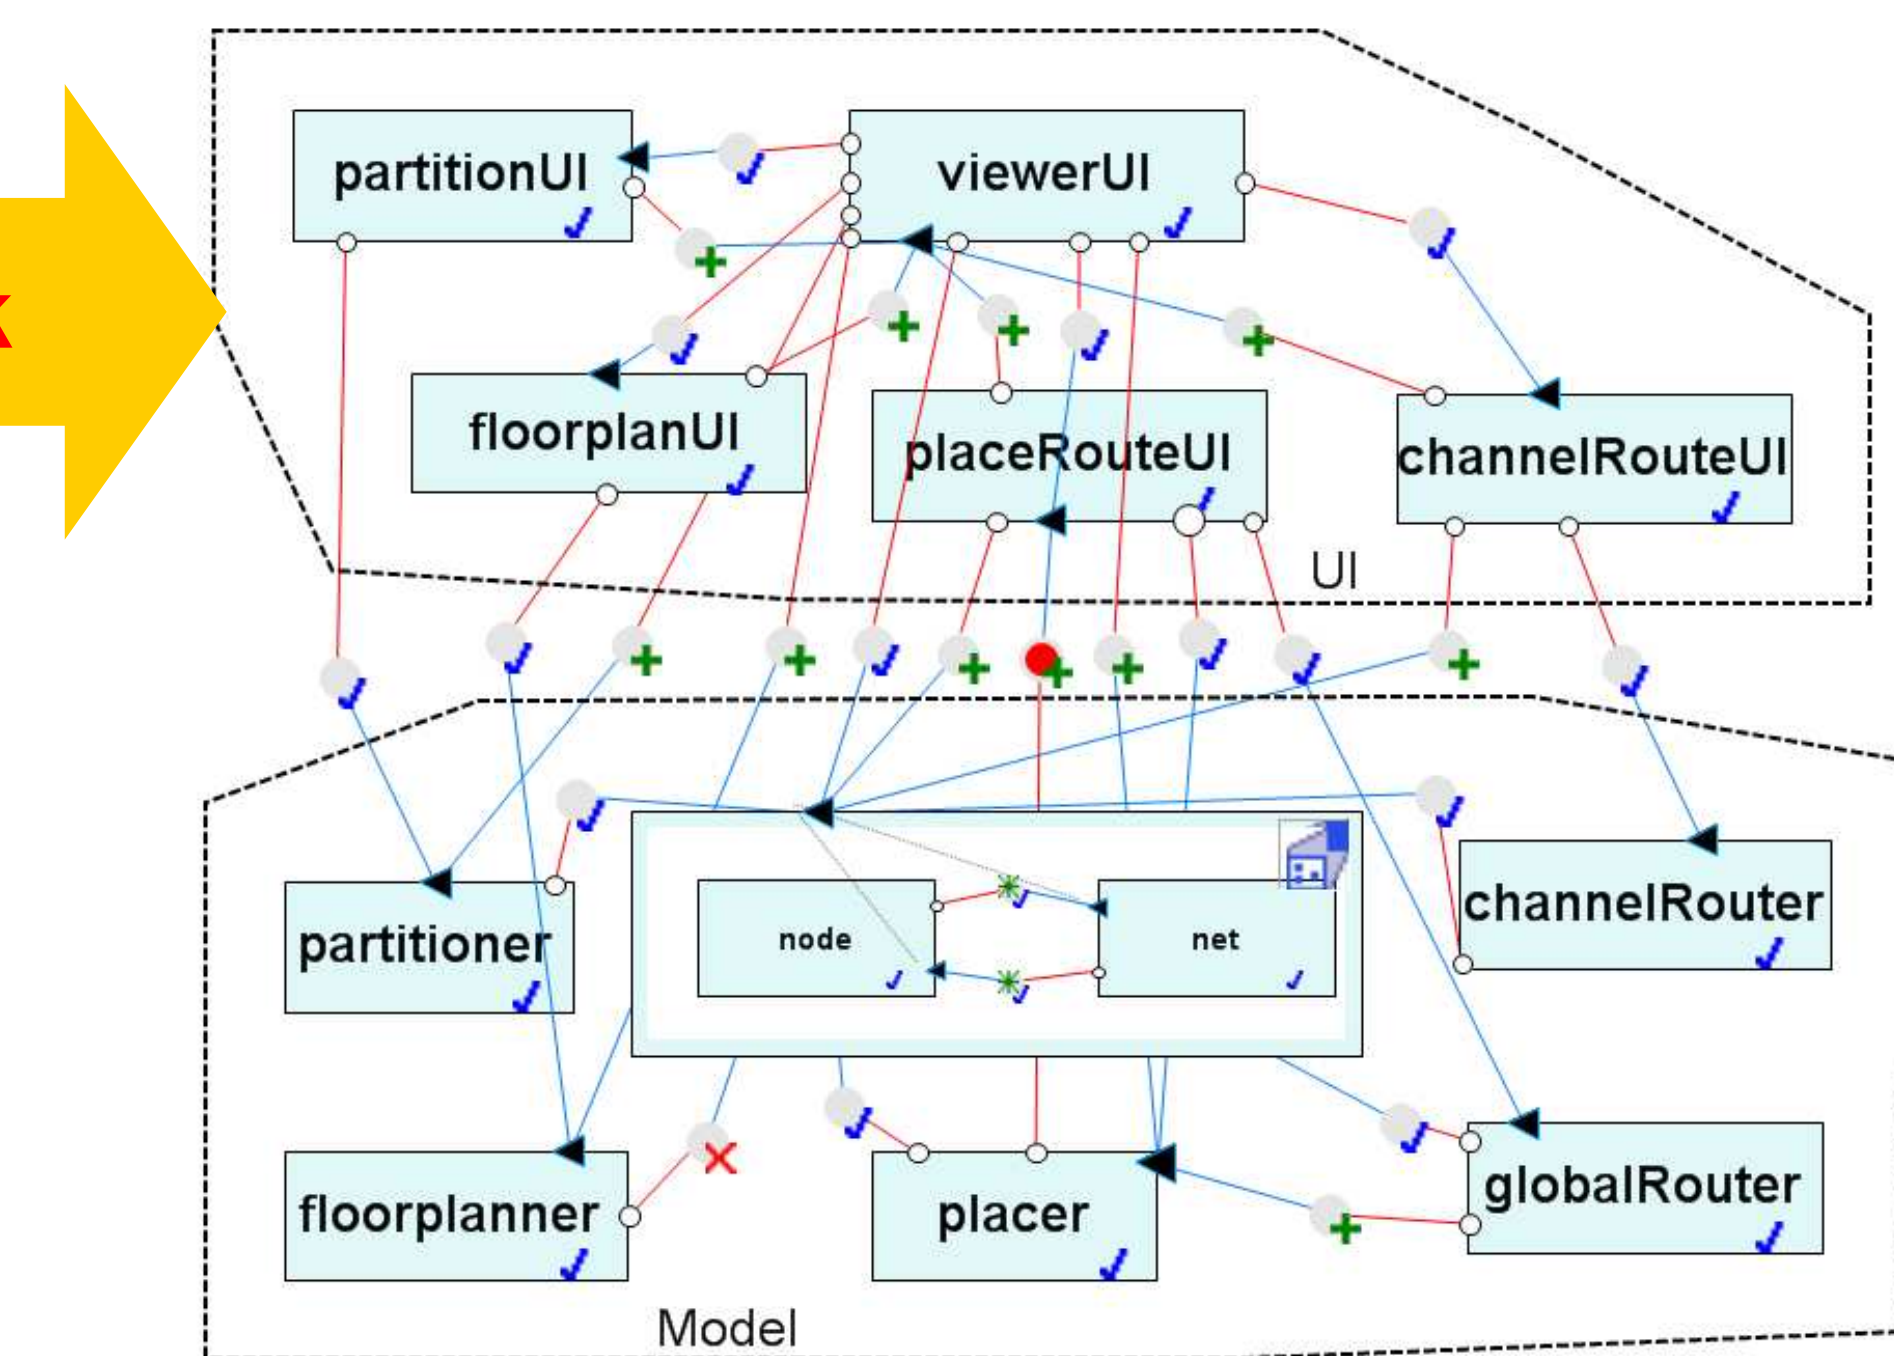 partitionUI
viewerUI
floorplanUI
placeRouteUI
channelRouteUI
UI
node
net
partitioner
channelRouter
floorplanner
placer
globalRouter
Model